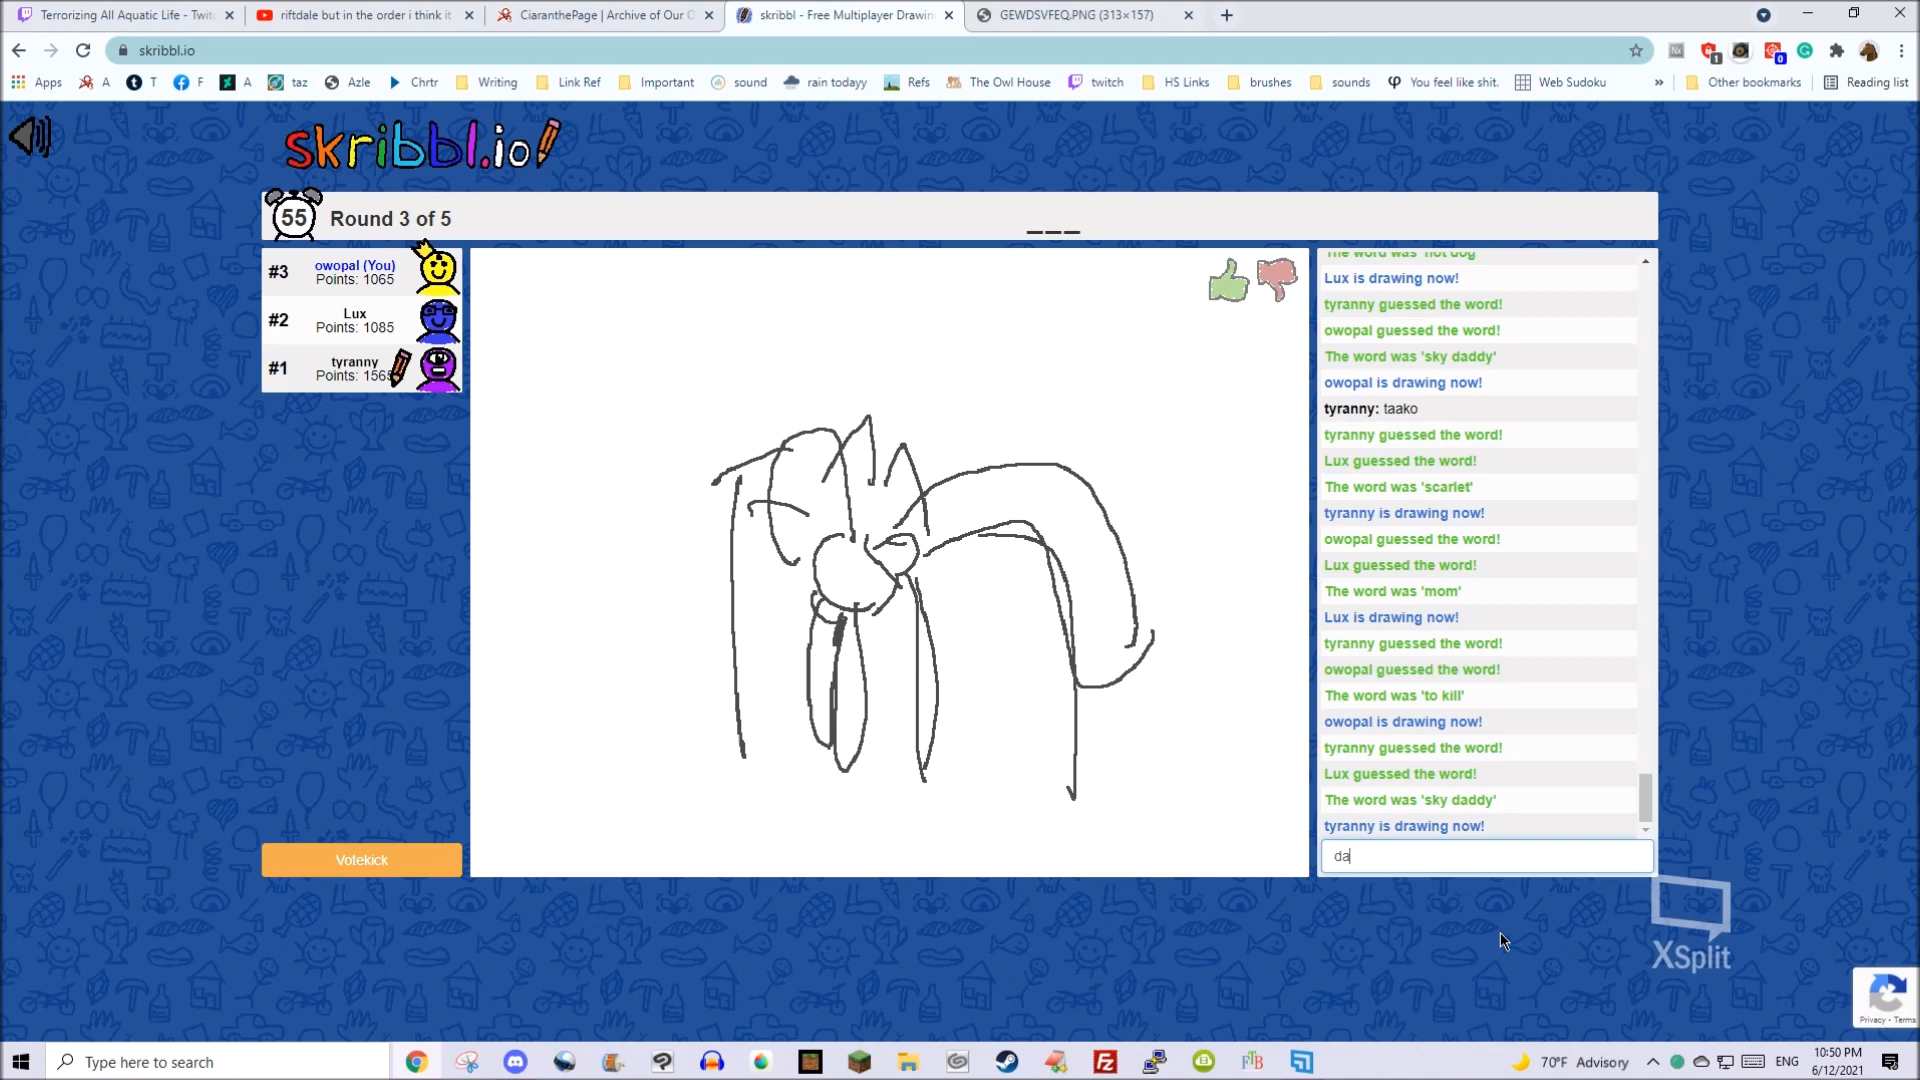 Terrorizing All Aquatic Life - Twit
riftdale but in the order i think it
CiaranthePage | Archive of Our O
skribbl - Free Multiplayer Drawin
GEWDSVFEQ.PNG (313×157)
skribbl.io
Apps
A
T
F
A
taz
Azle
Chrtr
Writing
Link Ref
Important
sound
rain todayy
Refs
The Owl House
twitch
HS Links
brushes
sounds
You feel like shit.
Web Sudoku
»
Other bookmarks
Reading list
skribbl.io
55
Round 3 of 5
#3
owopal (You)
Points: 1065
#2
Lux
Points: 1085
#1
tyranny
Points: 1565
Votekick
The word was 'hot dog'
Lux is drawing now!
tyranny guessed the word!
owopal guessed the word!
The word was 'sky daddy'
owopal is drawing now!
tyranny: taako
tyranny guessed the word!
Lux guessed the word!
The word was 'scarlet'
tyranny is drawing now!
owopal guessed the word!
Lux guessed the word!
The word was 'mom'
Lux is drawing now!
tyranny guessed the word!
owopal guessed the word!
The word was 'to kill'
owopal is drawing now!
tyranny guessed the word!
Lux guessed the word!
The word was 'sky daddy'
tyranny is drawing now!
da
XSplit
Privacy - Terms
Type here to search
70°F Advisory
ENG
10:50 PM
6/12/2021